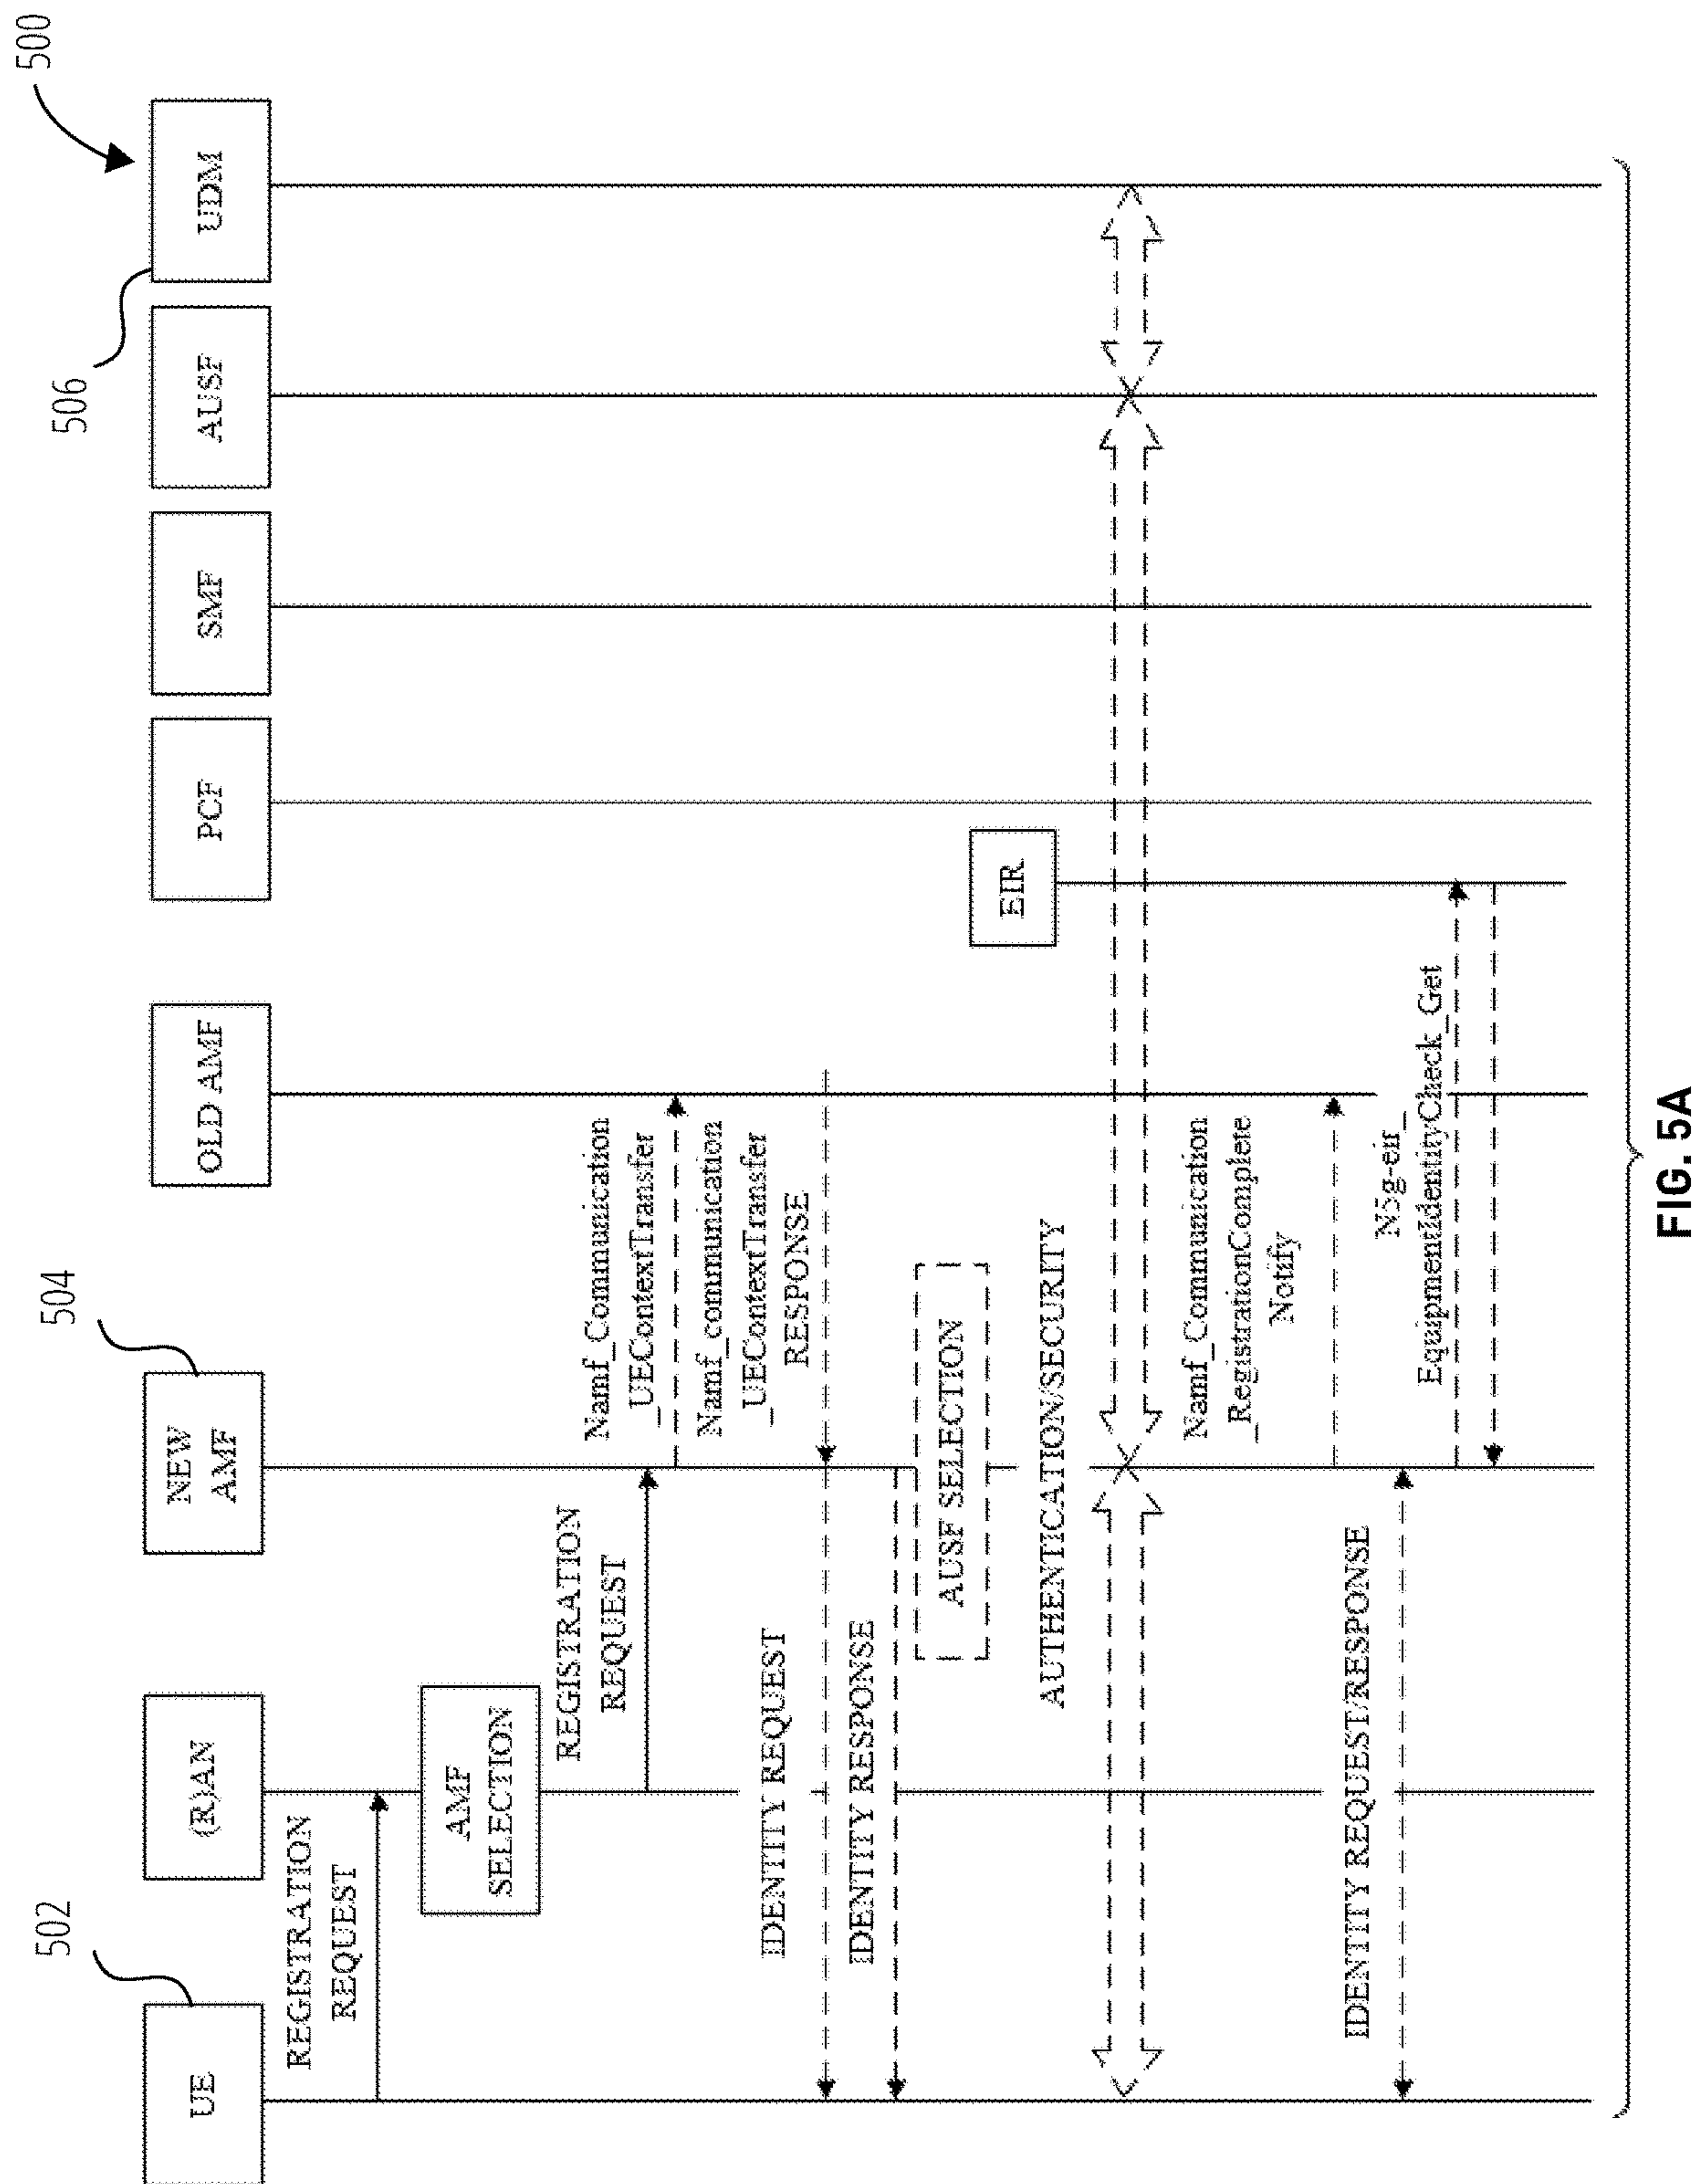 500
502
504
506
UE
(R)AN
NEW
AMF
OLD AMF
PCF
SMF
AUSF
UDM
REGISTRATION
REQUEST
AMF
SELECTION
REGISTRATION
REQUEST
Namf_Communication
_UEContextTransfer
Namf_communication
_UEContextTransfer
RESPONSE
IDENTITY REQUEST
IDENTITY RESPONSE
AUSF SELECTION
EIR
AUTHENTICATION/SECURITY
Namf_Communication
_RegistrationComplete
Notify
IDENTITY REQUEST/RESPONSE
N5g-eir_
EquipmentIdentityCheck_Get
FIG. 5A